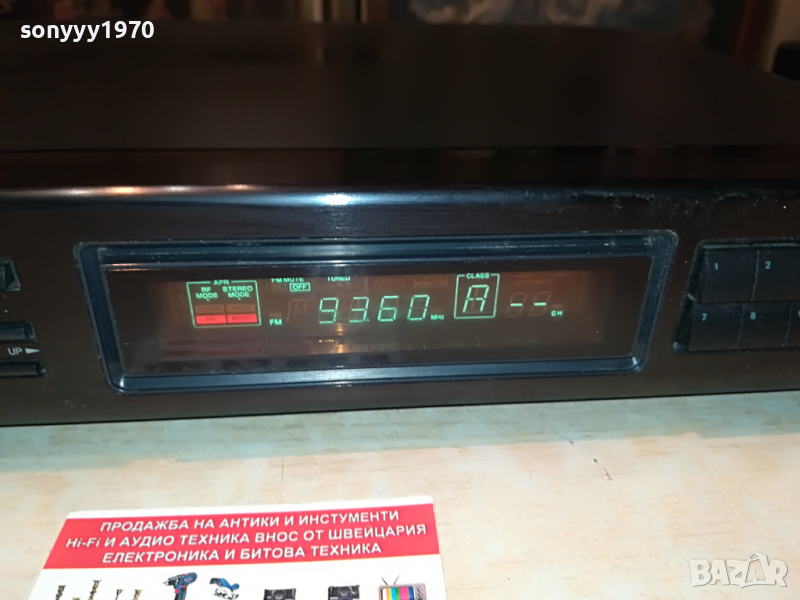 sonyyy1970
APR
RF MODE STEREO MODE
FM MUTE TUNED CLASS
OFF
FM 93.60 MHz A -- CH
1 2
7 8
UP
ПРОДАЖБА НА АНТИКИ И ИНСТУМЕНТИ
Hi-Fi И АУДИО ТЕХНИКА ВНОС ОТ ШВЕЙЦАРИЯ
ЕЛЕКТРОНИКА И БИТОВА ТЕХНИКА
BAZAR